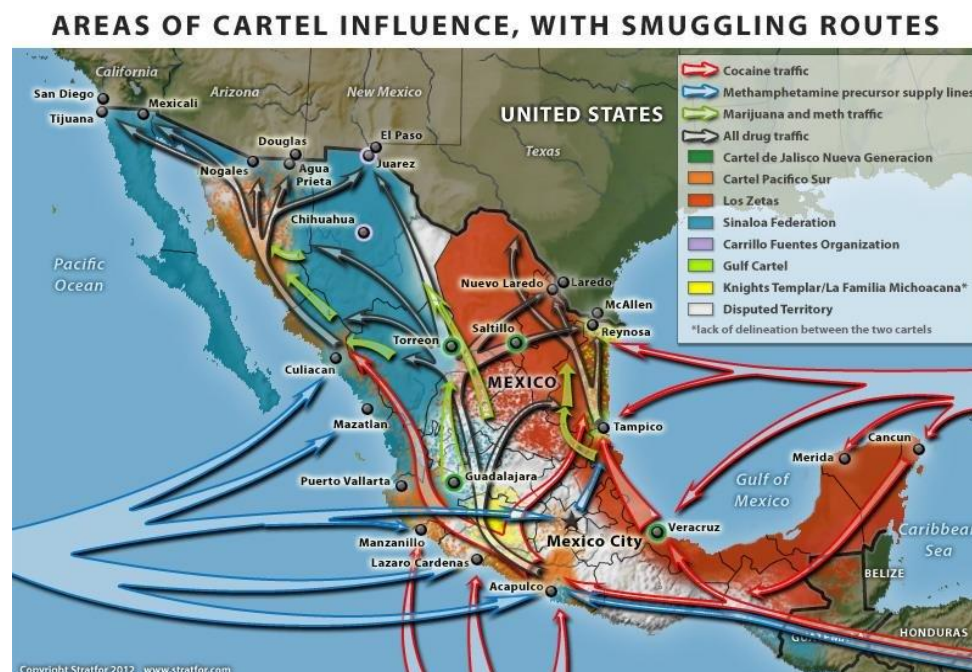 AREAS OF CARTEL INFLUENCE, WITH SMUGGLING ROUTES
Cocaine traffic
Methamphetamine precursor supply lines
Marijuana and meth traffic
All drug traffic
Cartel de Jalisco Nueva Generacion
Cartel Pacifico Sur
Los Zetas
Sinaloa Federation
Carrillo Fuentes Organization
Gulf Cartel
Knights Templar/La Familia Michoacana*
Disputed Territory
*lack of delineation between the two cartels
California
Arizona
New Mexico
UNITED STATES
Texas
San Diego
Tijuana
Mexicali
Nogales
Douglas
Agua
Prieta
El Paso
Juarez
Chihuahua
Pacific
Ocean
Nuevo Laredo
Laredo
McAllen
Reynosa
Torreon
Saltillo
Culiacan
MEXICO
Mazatlan
Tampico
Puerto Vallarta
Guadalajara
Merida
Cancun
Gulf of
Mexico
Manzanillo
Mexico City
Veracruz
Caribbean
Sea
Lazaro Cardenas
Acapulco
BELIZE
GUATEMALA
HONDURAS
Copyright Stratfor 2012 www.stratfor.com